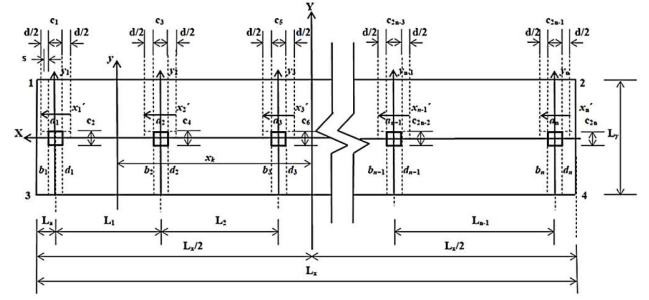 Y
c₁ c₃ c₅ c₂ₙ₋₃ c₂ₙ₋₁
d/2 d/2 d/2 d/2 d/2 d/2 d/2 d/2 d/2 d/2
s y y₁ y₂ y₃ yₙ₋₁ yₙ
1 2
x₁′ x₂′ x₃′ xₙ₋₁′ xₙ′
X a₁ c₂ a₂ c₄ a₃ c₆ aₙ₋₁ c₂ₙ₋₂ aₙ c₂ₙ Lᵧ
xₖ
b₁ d₁ b₂ d₂ b₃ d₃ bₙ₋₁ dₙ₋₁ bₙ dₙ
3 4
Lₐ L₁ L₂ Lₙ₋₁
Lₓ/2 Lₓ/2
Lₓ